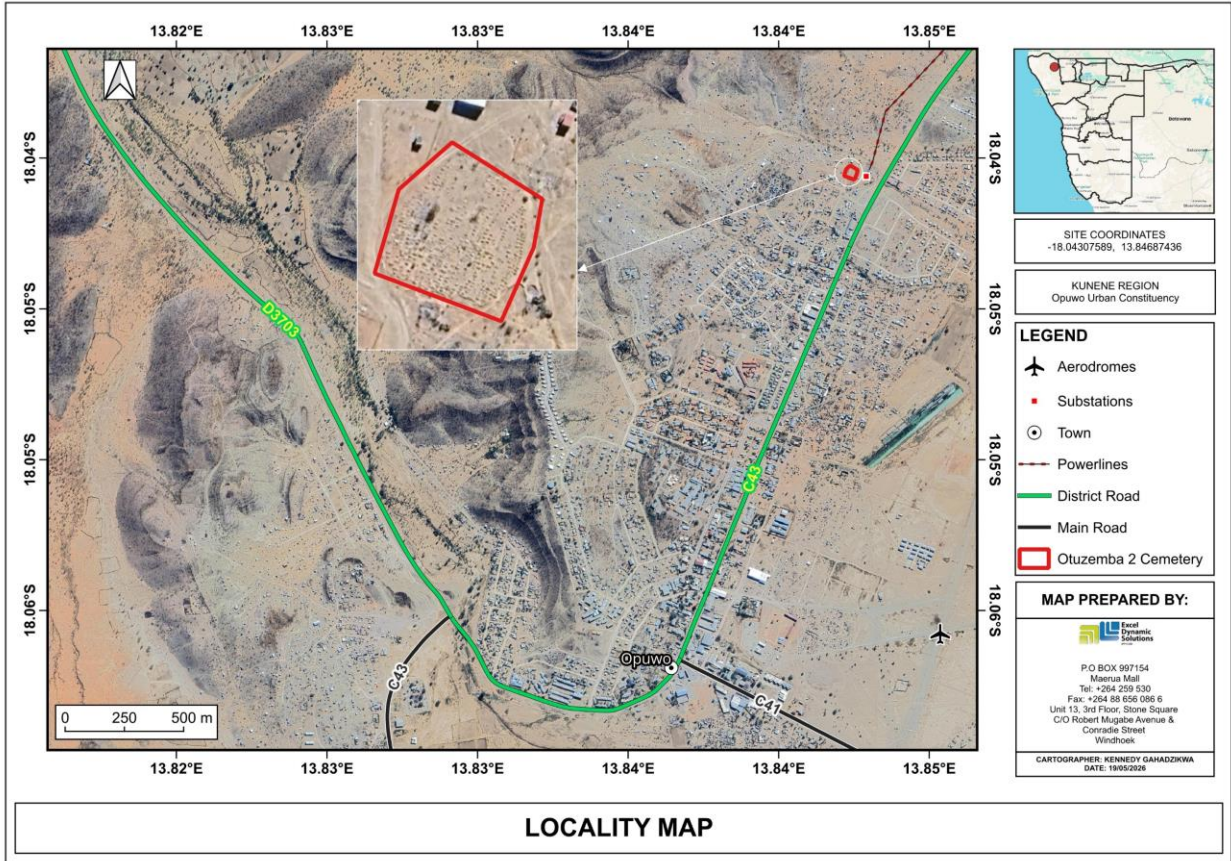 13.82°E 13.83°E 13.83°E 13.84°E 13.84°E 13.85°E
18.04°S
18.05°S
18.05°S
18.06°S
D3703
C43
C43
Opuwo
C41
0 250 500 m
18.04°S
18.05°S
18.05°S
18.06°S
13.82°E 13.83°E 13.83°E 13.84°E 13.84°E 13.85°E
Botswana
SITE COORDINATES
-18.04307589, 13.84687436
KUNENE REGION
Opuwo Urban Constituency
LEGEND
Aerodromes
Substations
Town
Powerlines
District Road
Main Road
Otuzemba 2 Cemetery
MAP PREPARED BY:
Excel
Dynamic
Solutions
P.O BOX 997154
Maerua Mall
Tel: +264 259 530
Fax: +264 88 656 086 6
Unit 13, 3rd Floor, Stone Square
C/O Robert Mugabe Avenue &
Conradie Street
Windhoek
CARTOGRAPHER: KENNEDY GAHADZIKWA
DATE: 19/05/2026
LOCALITY MAP